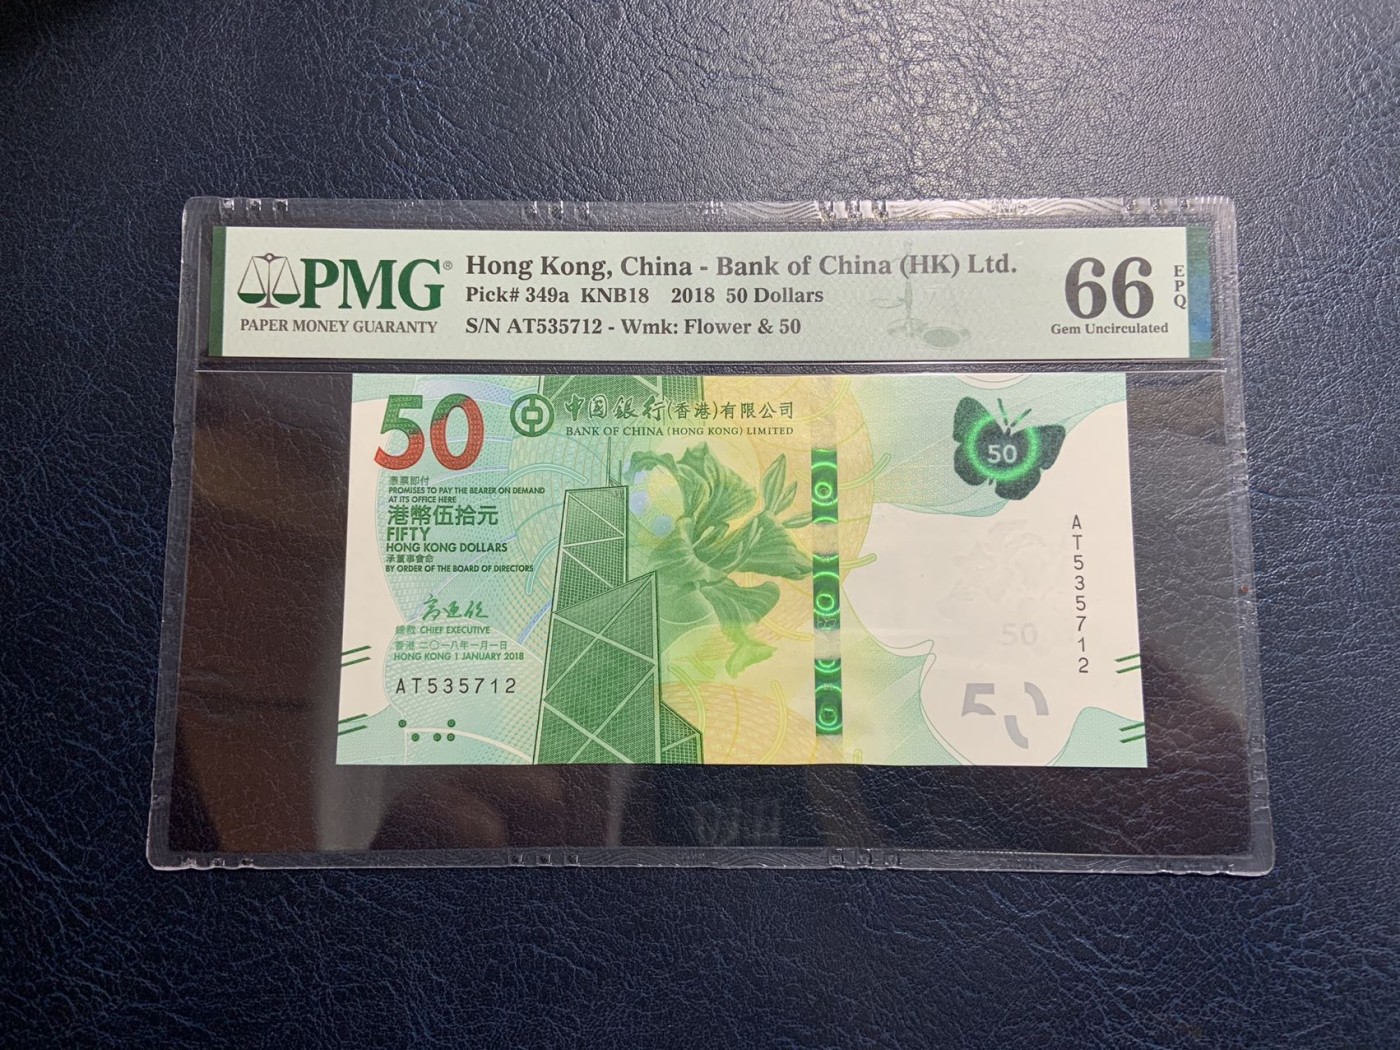 PMG®
PAPER MONEY GUARANTY
Hong Kong, China - Bank of China (HK) Ltd.
Pick# 349a KNB18 2018 50 Dollars
S/N AT535712 - Wmk: Flower & 50
66
EPQ
Gem Uncirculated
50
中國銀行(香港)有限公司
BANK OF CHINA (HONG KONG) LIMITED
憑票即付
PROMISES TO PAY THE BEARER ON DEMAND
AT ITS OFFICE HERE
港幣伍拾元
FIFTY
HONG KONG DOLLARS
承董事會命
BY ORDER OF THE BOARD OF DIRECTORS
總裁 CHIEF EXECUTIVE
香港 二〇一八年一月一日
HONG KONG 1 JANUARY 2018
AT535712
50
AT535712
50
50